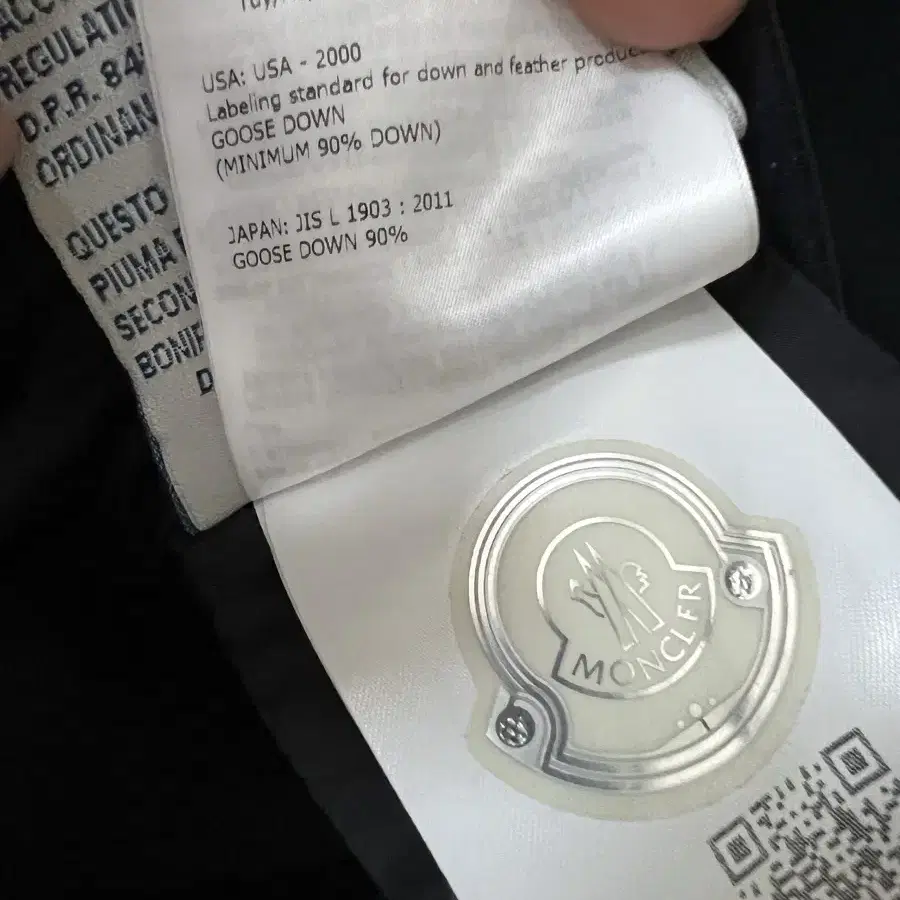 REGULATI
D.P.R. 84
ORDINAN
QUESTO
PIUMA
SECON
BONIF
D
USA: USA - 2000
Labeling standard for down and feather produc
GOOSE DOWN
(MINIMUM 90% DOWN)
JAPAN: JIS L 1903 : 2011
GOOSE DOWN 90%
MONCLER